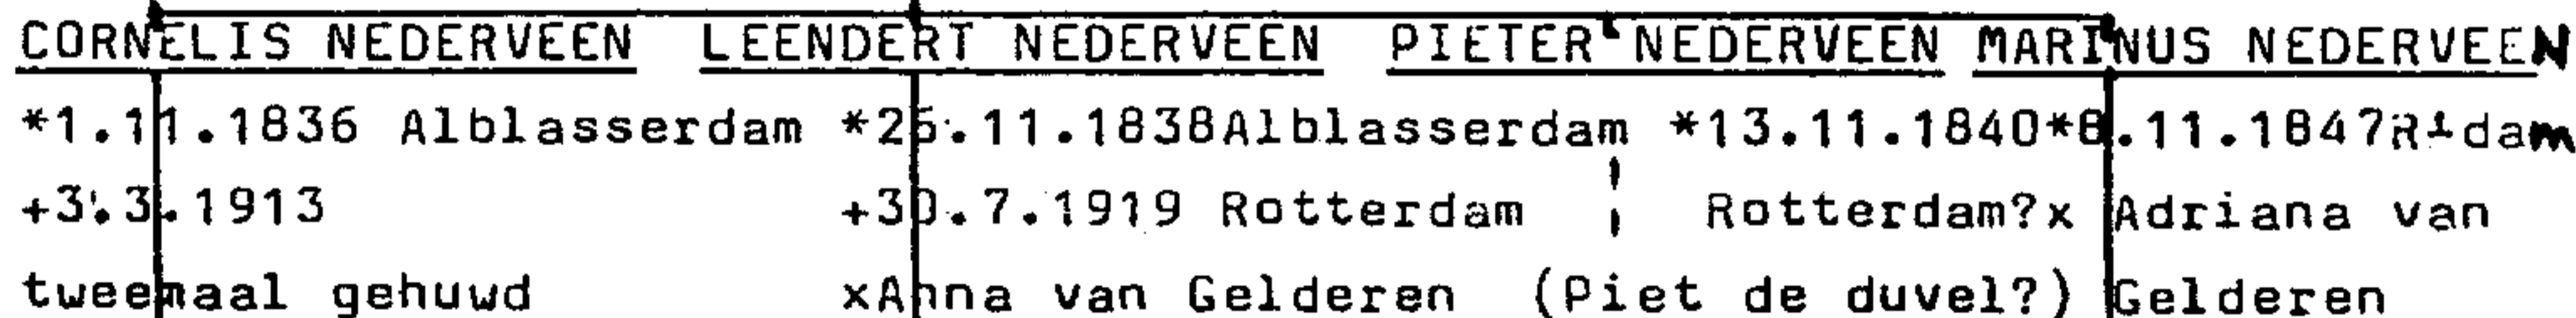 CORNELIS NEDERVEEN LEENDERT NEDERVEEN PIETER NEDERVEEN MARINUS NEDERVEEN
*1.11.1836 Alblasserdam *26.11.1838Alblasserdam *13.11.1840*8.11.1847R'dam
+3.3.1913 +30.7.1919 Rotterdam Rotterdam?x Adriana van
tweemaal gehuwd xAnna van Gelderen (Piet de duvel?) Gelderen